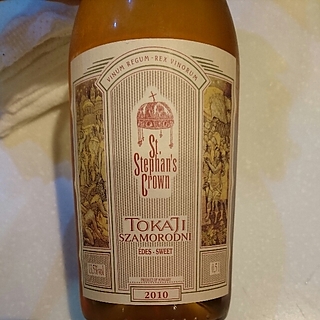 VINUM REGUM · REX VINORUM
St.
Stephan's
Crown
TOKAJI
SZAMORODNI
ÉDES · SWEET
2010